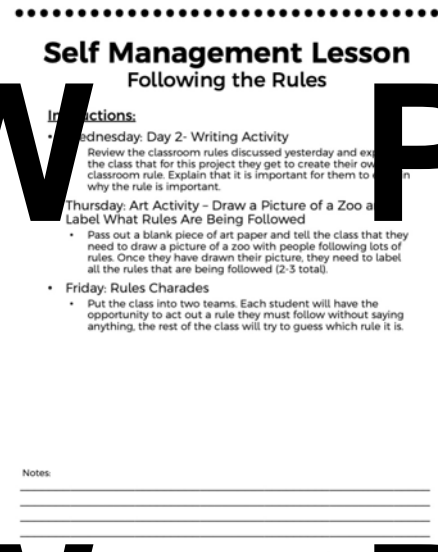 Self Management Lesson
Following the Rules
Instructions:
• Wednesday: Day 2- Writing Activity
Review the classroom rules discussed yesterday and
the class that for this project they get to create their own
classroom rule. Explain that it is important for them to
why the rule is important.
Thursday: Art Activity – Draw a Picture of a Zoo
Label What Rules Are Being Followed
• Pass out a blank piece of art paper and tell the class that they
need to draw a picture of a zoo with people following lots of
rules. Once they have drawn their picture, they need to label
all the rules that are being followed (2-3 total).
• Friday: Rules Charades
• Put the class into two teams. Each student will have the
opportunity to act out a rule they must follow without saying
anything, the rest of the class will try to guess which rule it is.
Notes: